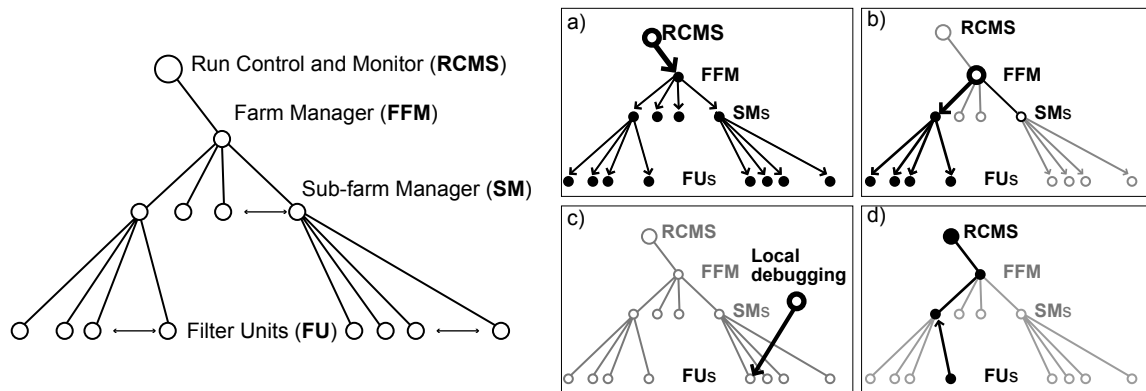 Run Control and Monitor (RCMS)
Farm Manager (FFM)
Sub-farm Manager (SM)
Filter Units (FU)
a)
RCMS
FFM
SMs
FUs
b)
RCMS
FFM
SMs
FUs
c)
RCMS
Local
debugging
FFM
SMs
FUs
d)
RCMS
FFM
SMs
FUs